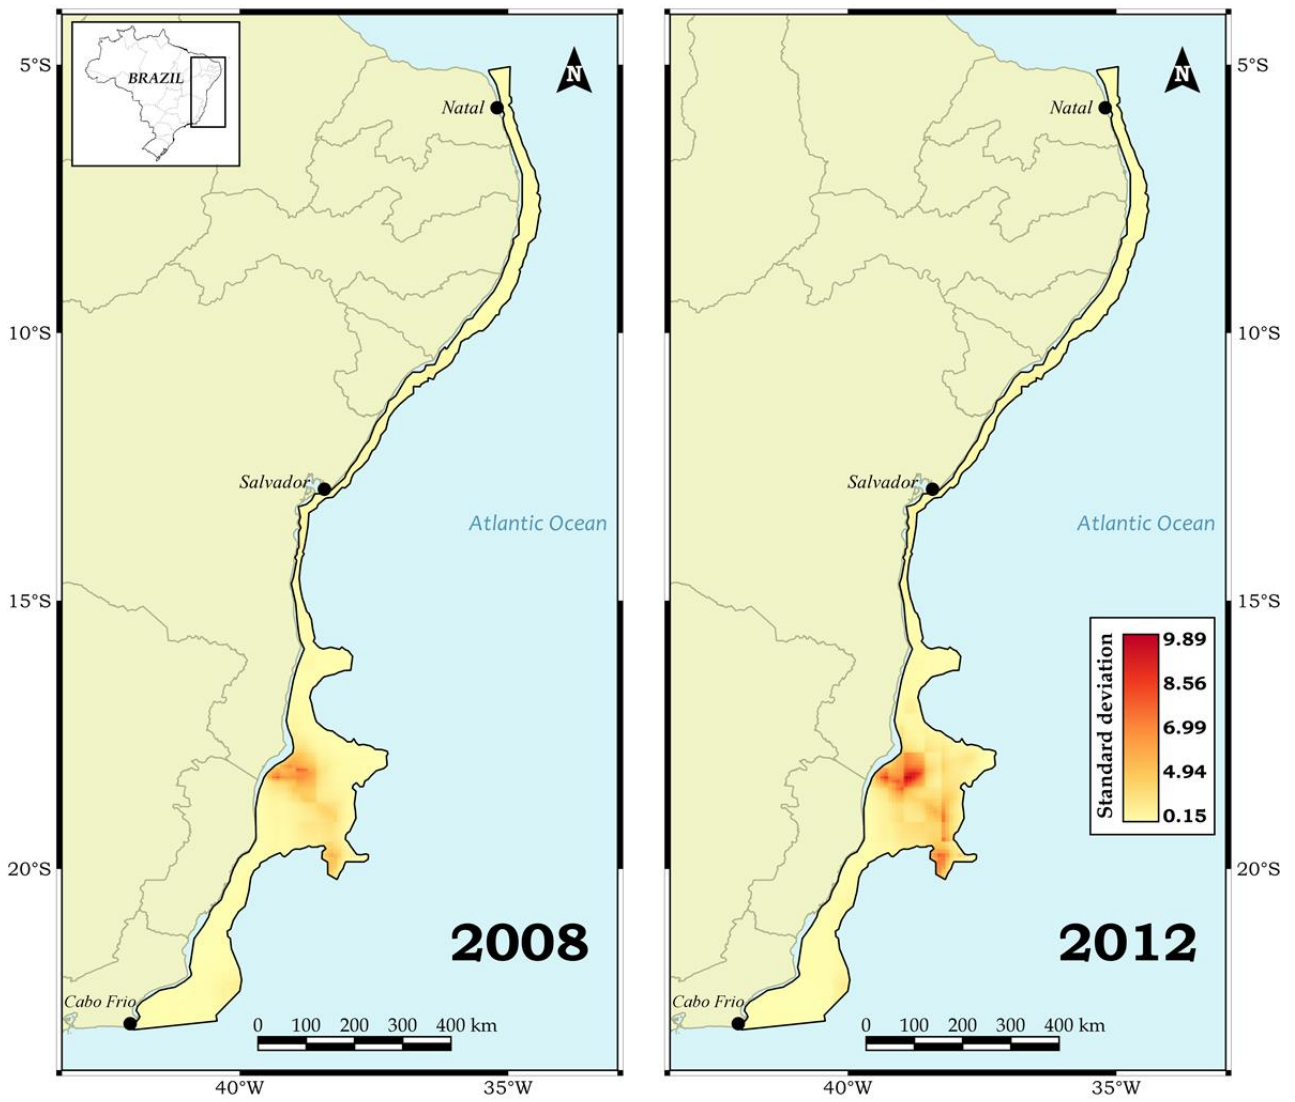 BRAZIL
N
Natal
Salvador
Atlantic Ocean
2008
Cabo Frio
0 100 200 300 400 km
5°S
10°S
15°S
20°S
40°W 35°W
N
Natal
Salvador
Atlantic Ocean
Standard deviation
9.89
8.56
6.99
4.94
0.15
2012
Cabo Frio
0 100 200 300 400 km
5°S
10°S
15°S
20°S
40°W 35°W